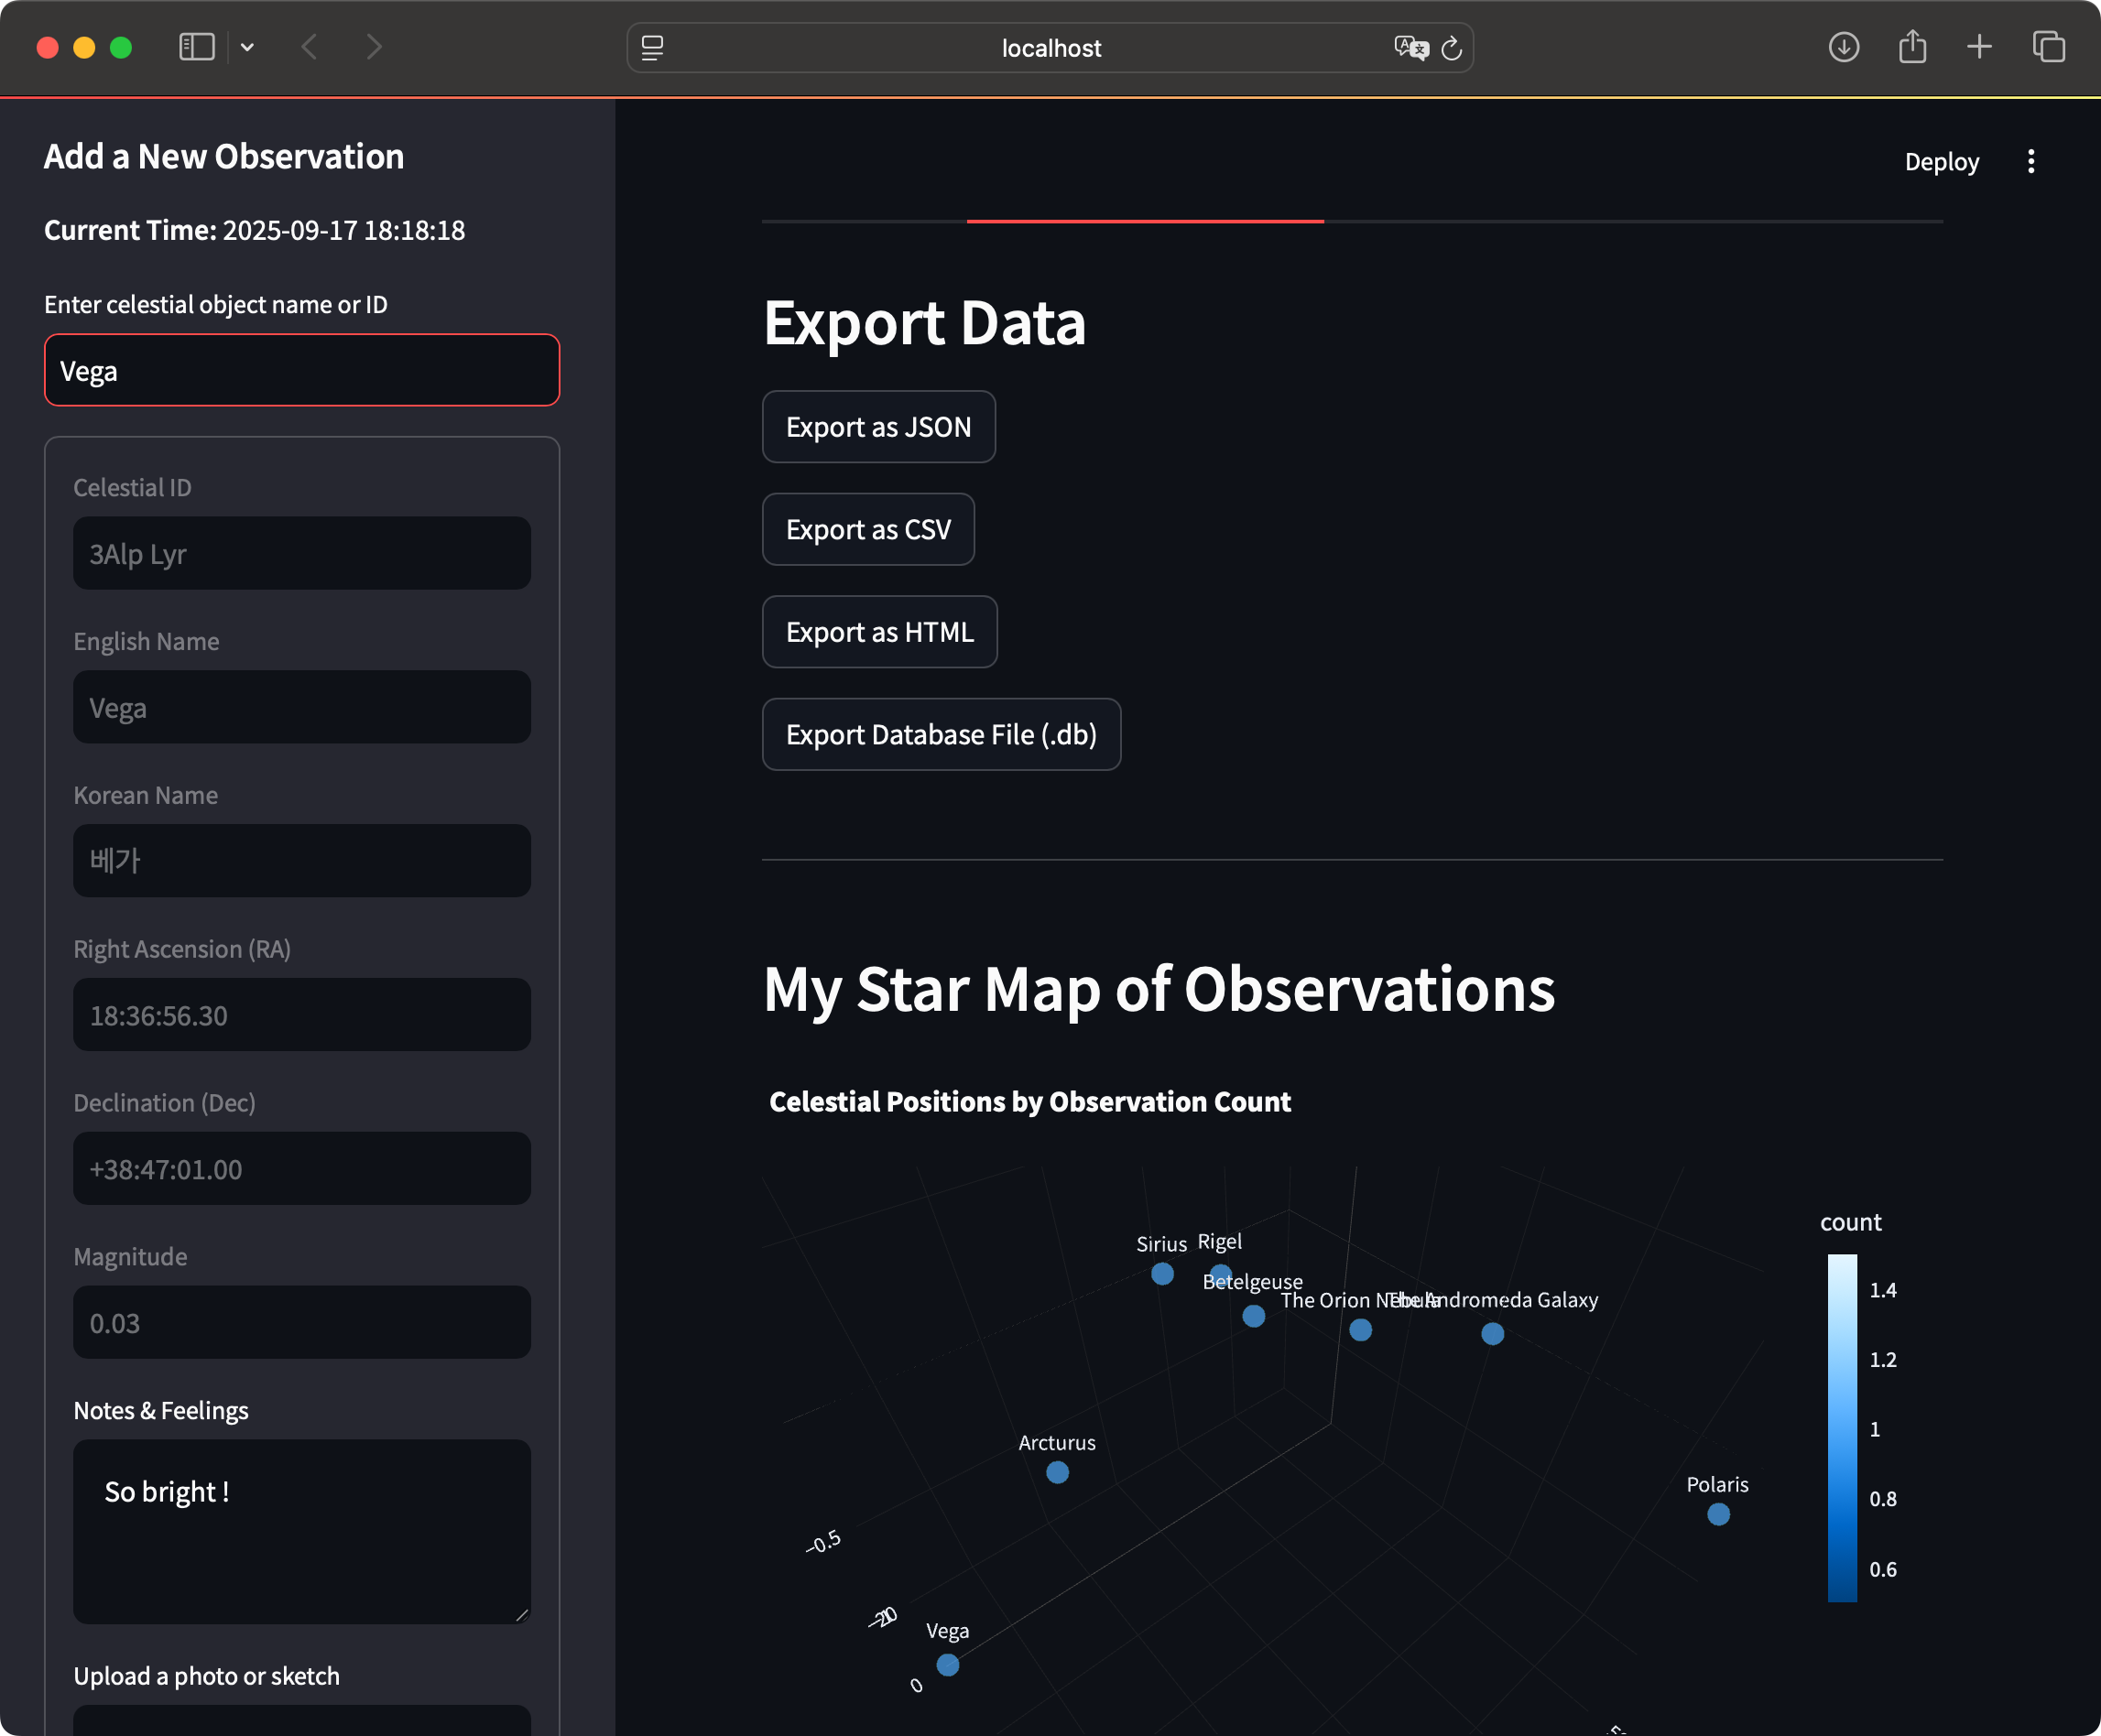 localhost
Add a New Observation
Current Time: 2025-09-17 18:18:18
Enter celestial object name or ID
Vega
Celestial ID
3Alp Lyr
English Name
Vega
Korean Name
베가
Right Ascension (RA)
18:36:56.30
Declination (Dec)
+38:47:01.00
Magnitude
0.03
Notes & Feelings
So bright !
Upload a photo or sketch
Deploy
Export Data
Export as JSON
Export as CSV
Export as HTML
Export Database File (.db)
My Star Map of Observations
Celestial Positions by Observation Count
Sirius
Rigel
Betelgeuse
The Orion Nebula
The Andromeda Galaxy
Arcturus
Polaris
−0.5
Vega
0
count
1.4
1.2
1
0.8
0.6